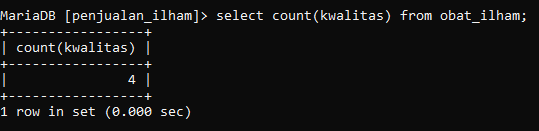 MariaDB [penjualan_ilham]> select count(kwalitas) from obat_ilham;
+-----------------+
| count(kwalitas) |
+-----------------+
|               4 |
+-----------------+
1 row in set (0.000 sec)